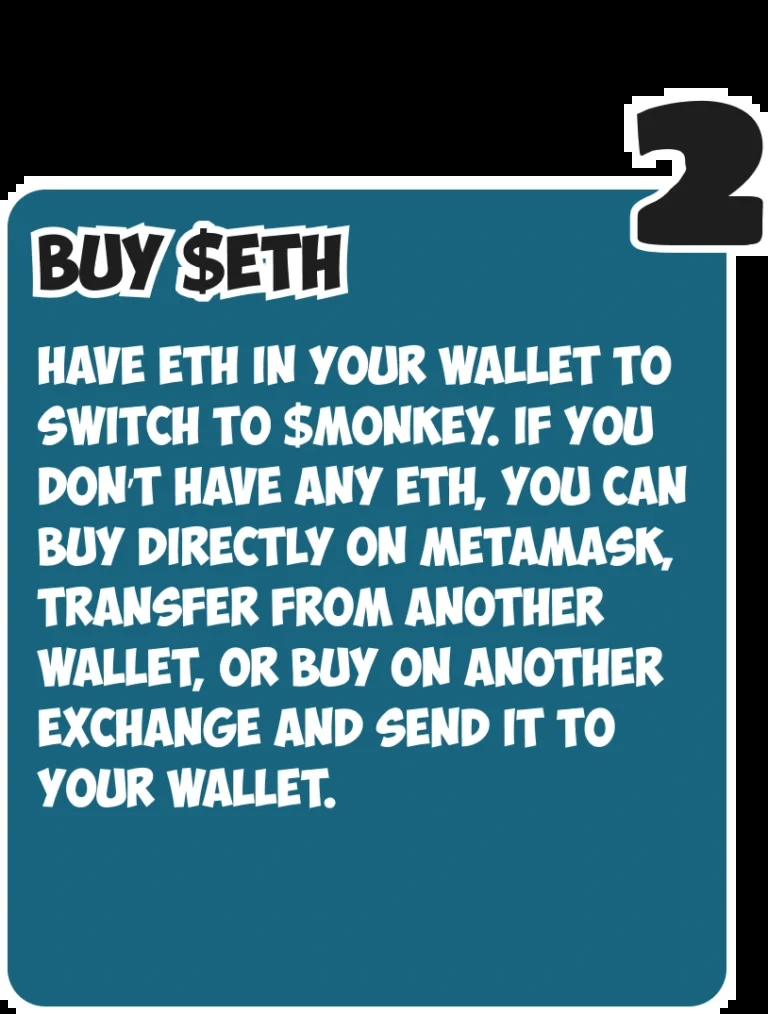 2
BUY $ETH
HAVE ETH IN YOUR WALLET TO
SWITCH TO $MONKEY. IF YOU
DON'T HAVE ANY ETH, YOU CAN
BUY DIRECTLY ON METAMASK,
TRANSFER FROM ANOTHER
WALLET, OR BUY ON ANOTHER
EXCHANGE AND SEND IT TO
YOUR WALLET.